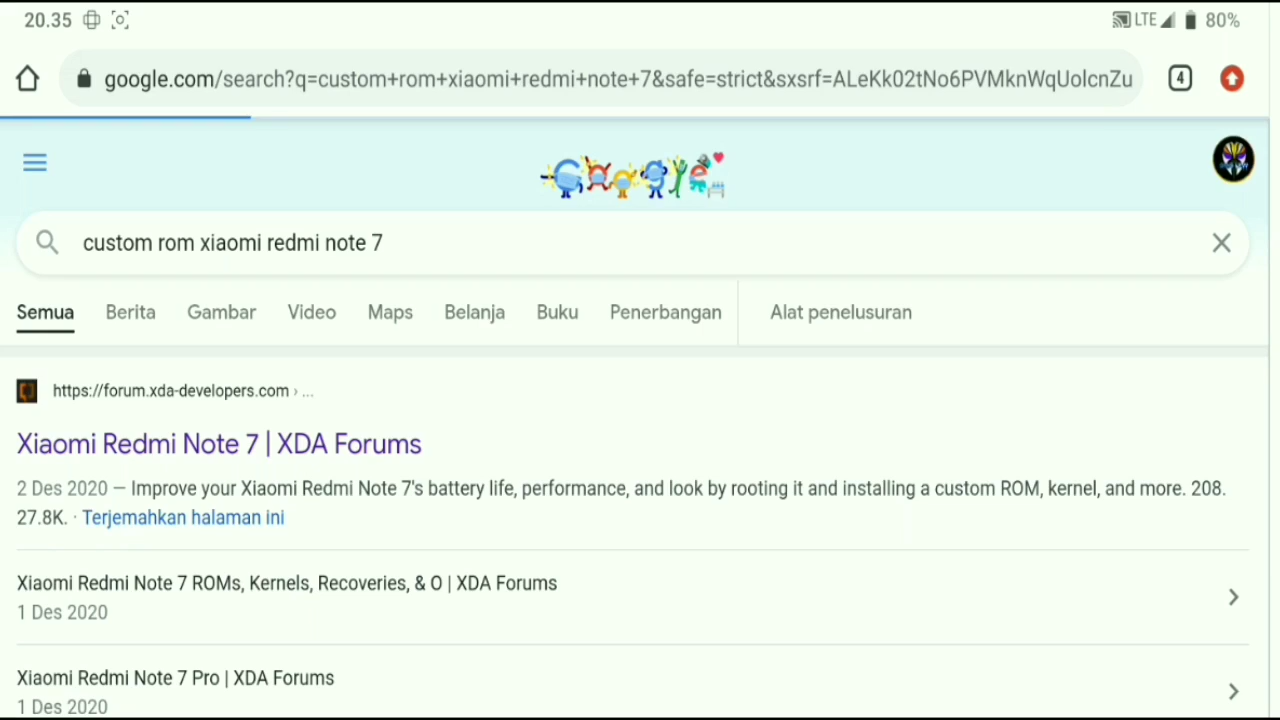 20.35 LTE 80%
google.com/search?q=custom+rom+xiaomi+redmi+note+7&safe=strict&sxsrf=ALeKk02tNo6PVMknWqUolcnZu
4
Google
custom rom xiaomi redmi note 7
Semua Berita Gambar Video Maps Belanja Buku Penerbangan Alat penelusuran
https://forum.xda-developers.com › ...
Xiaomi Redmi Note 7 | XDA Forums
2 Des 2020 — Improve your Xiaomi Redmi Note 7's battery life, performance, and look by rooting it and installing a custom ROM, kernel, and more. 208.
27.8K. · Terjemahkan halaman ini
Xiaomi Redmi Note 7 ROMs, Kernels, Recoveries, & O | XDA Forums
1 Des 2020
Xiaomi Redmi Note 7 Pro | XDA Forums
1 Des 2020